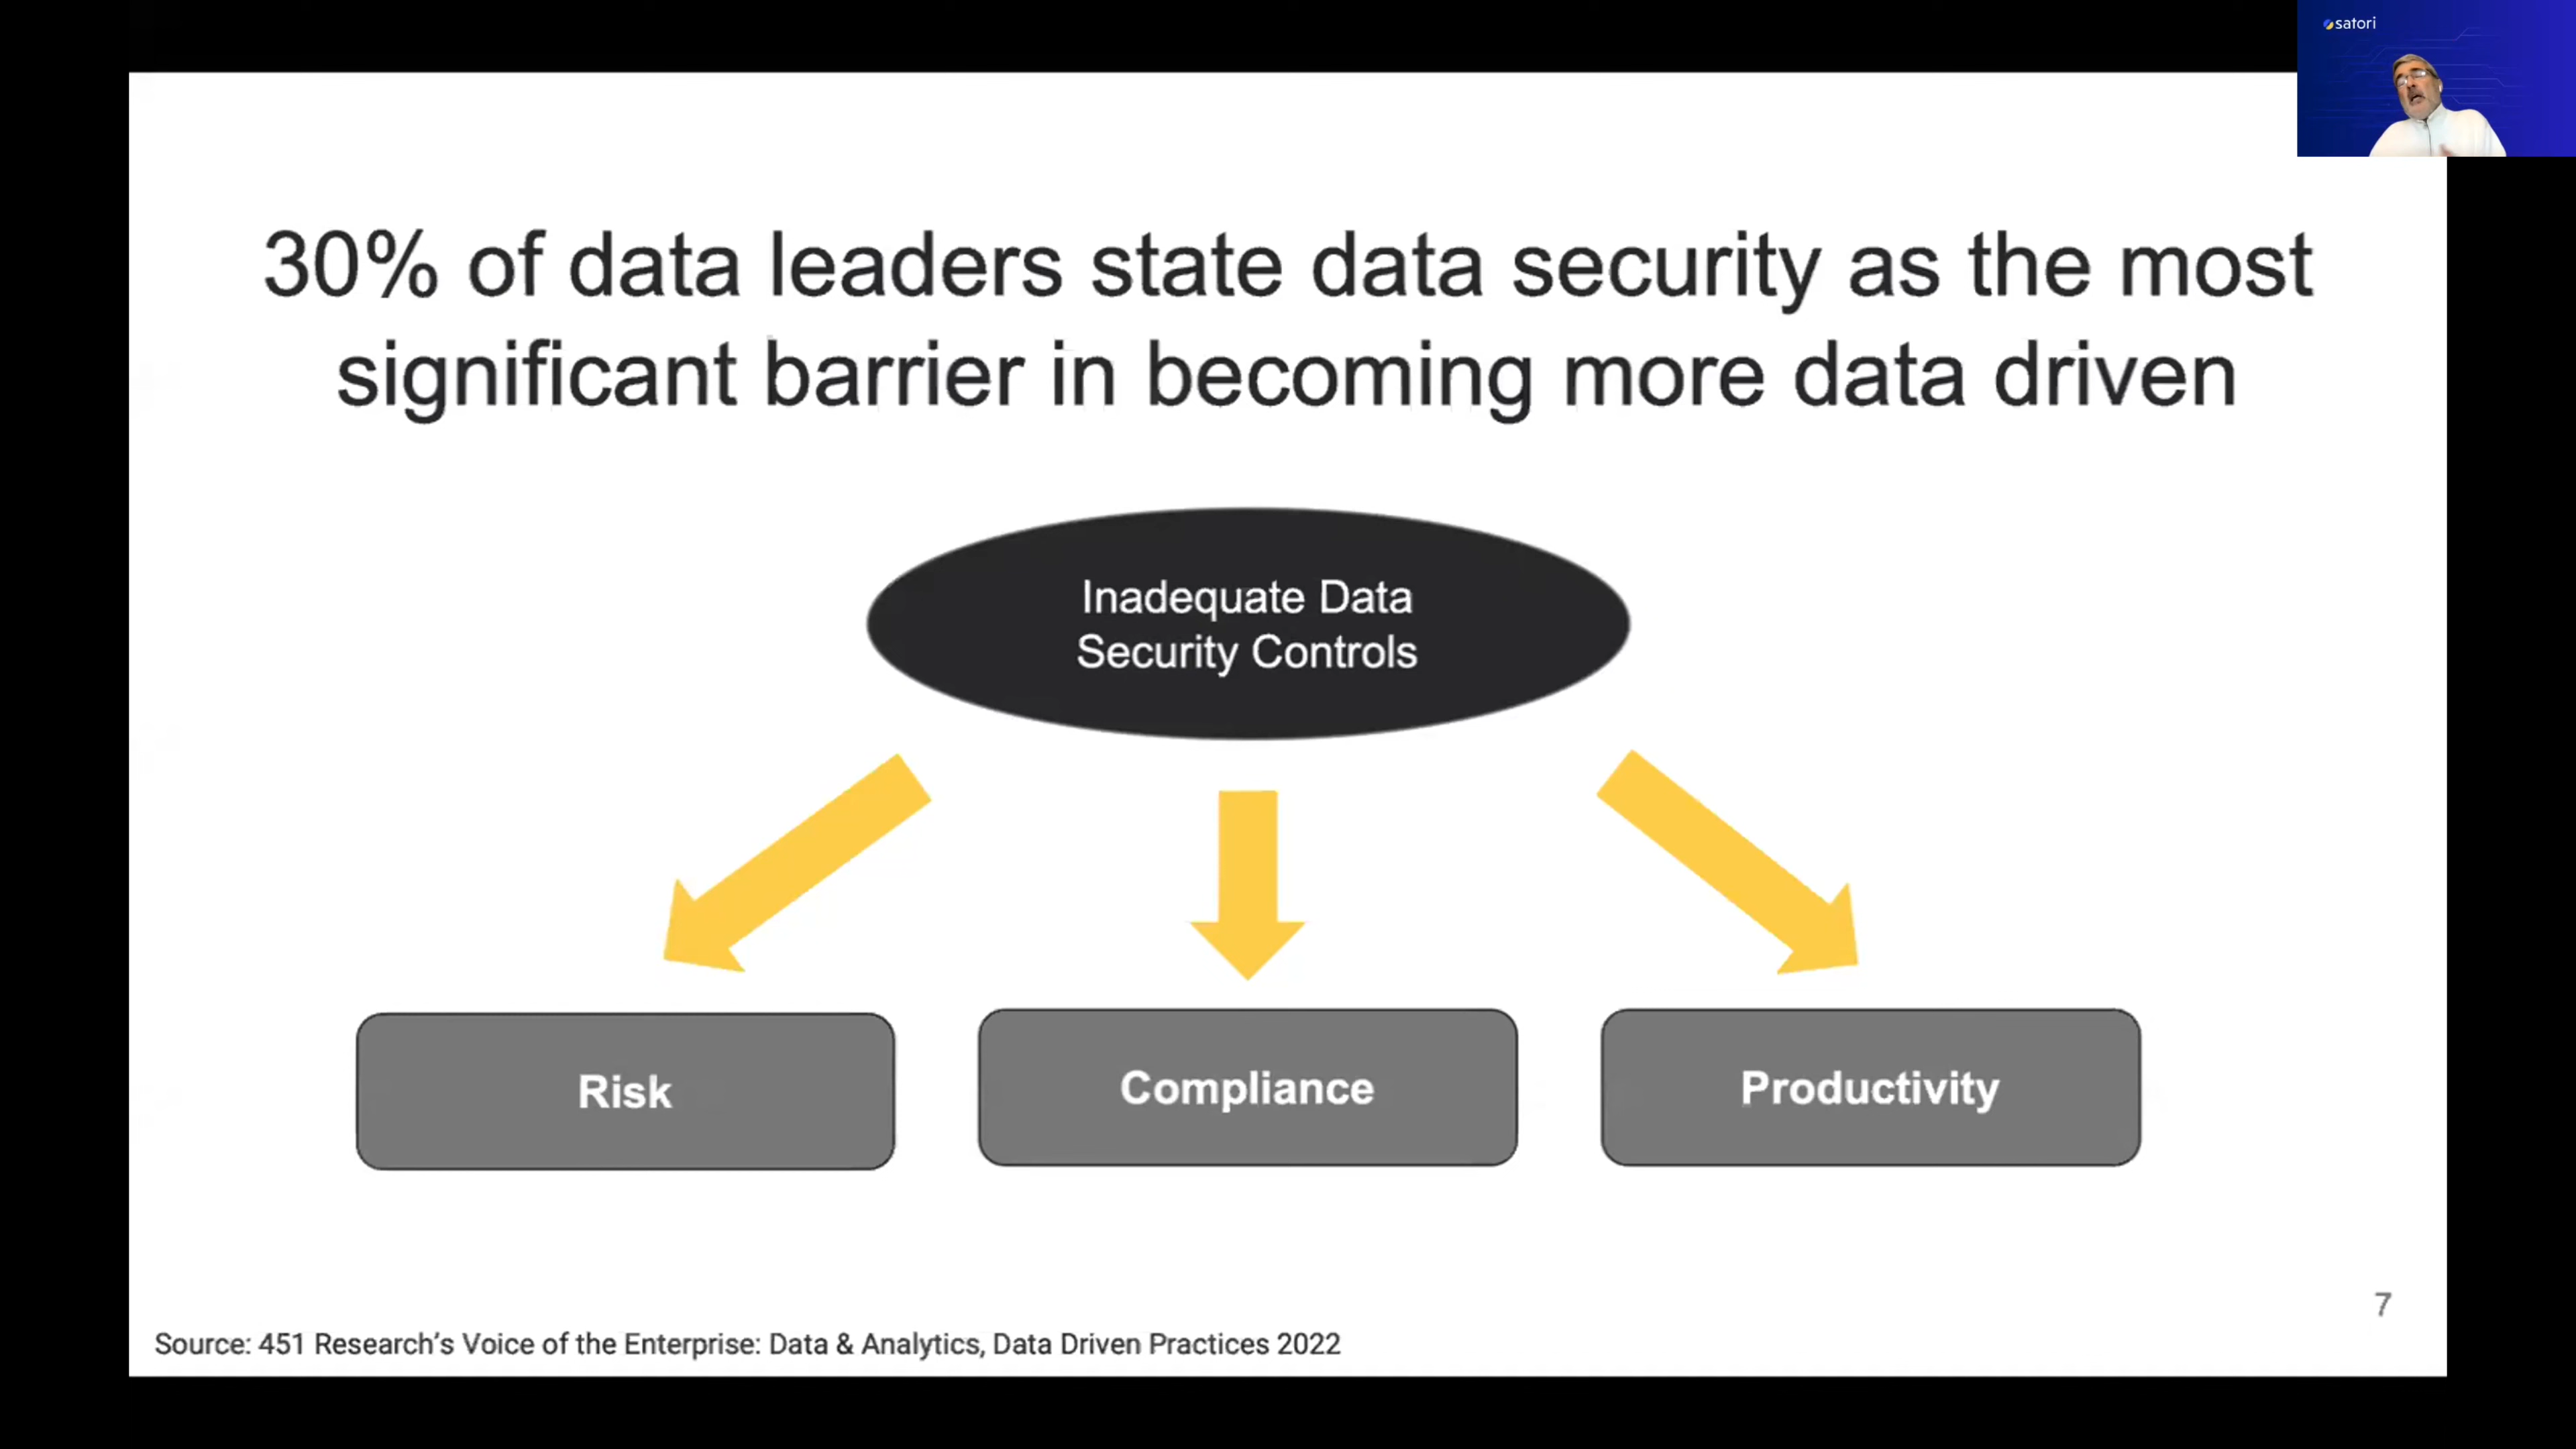 satori
30% of data leaders state data security as the most
significant barrier in becoming more data driven
Inadequate Data
Security Controls
Risk
Compliance
Productivity
7
Source: 451 Research’s Voice of the Enterprise: Data & Analytics, Data Driven Practices 2022